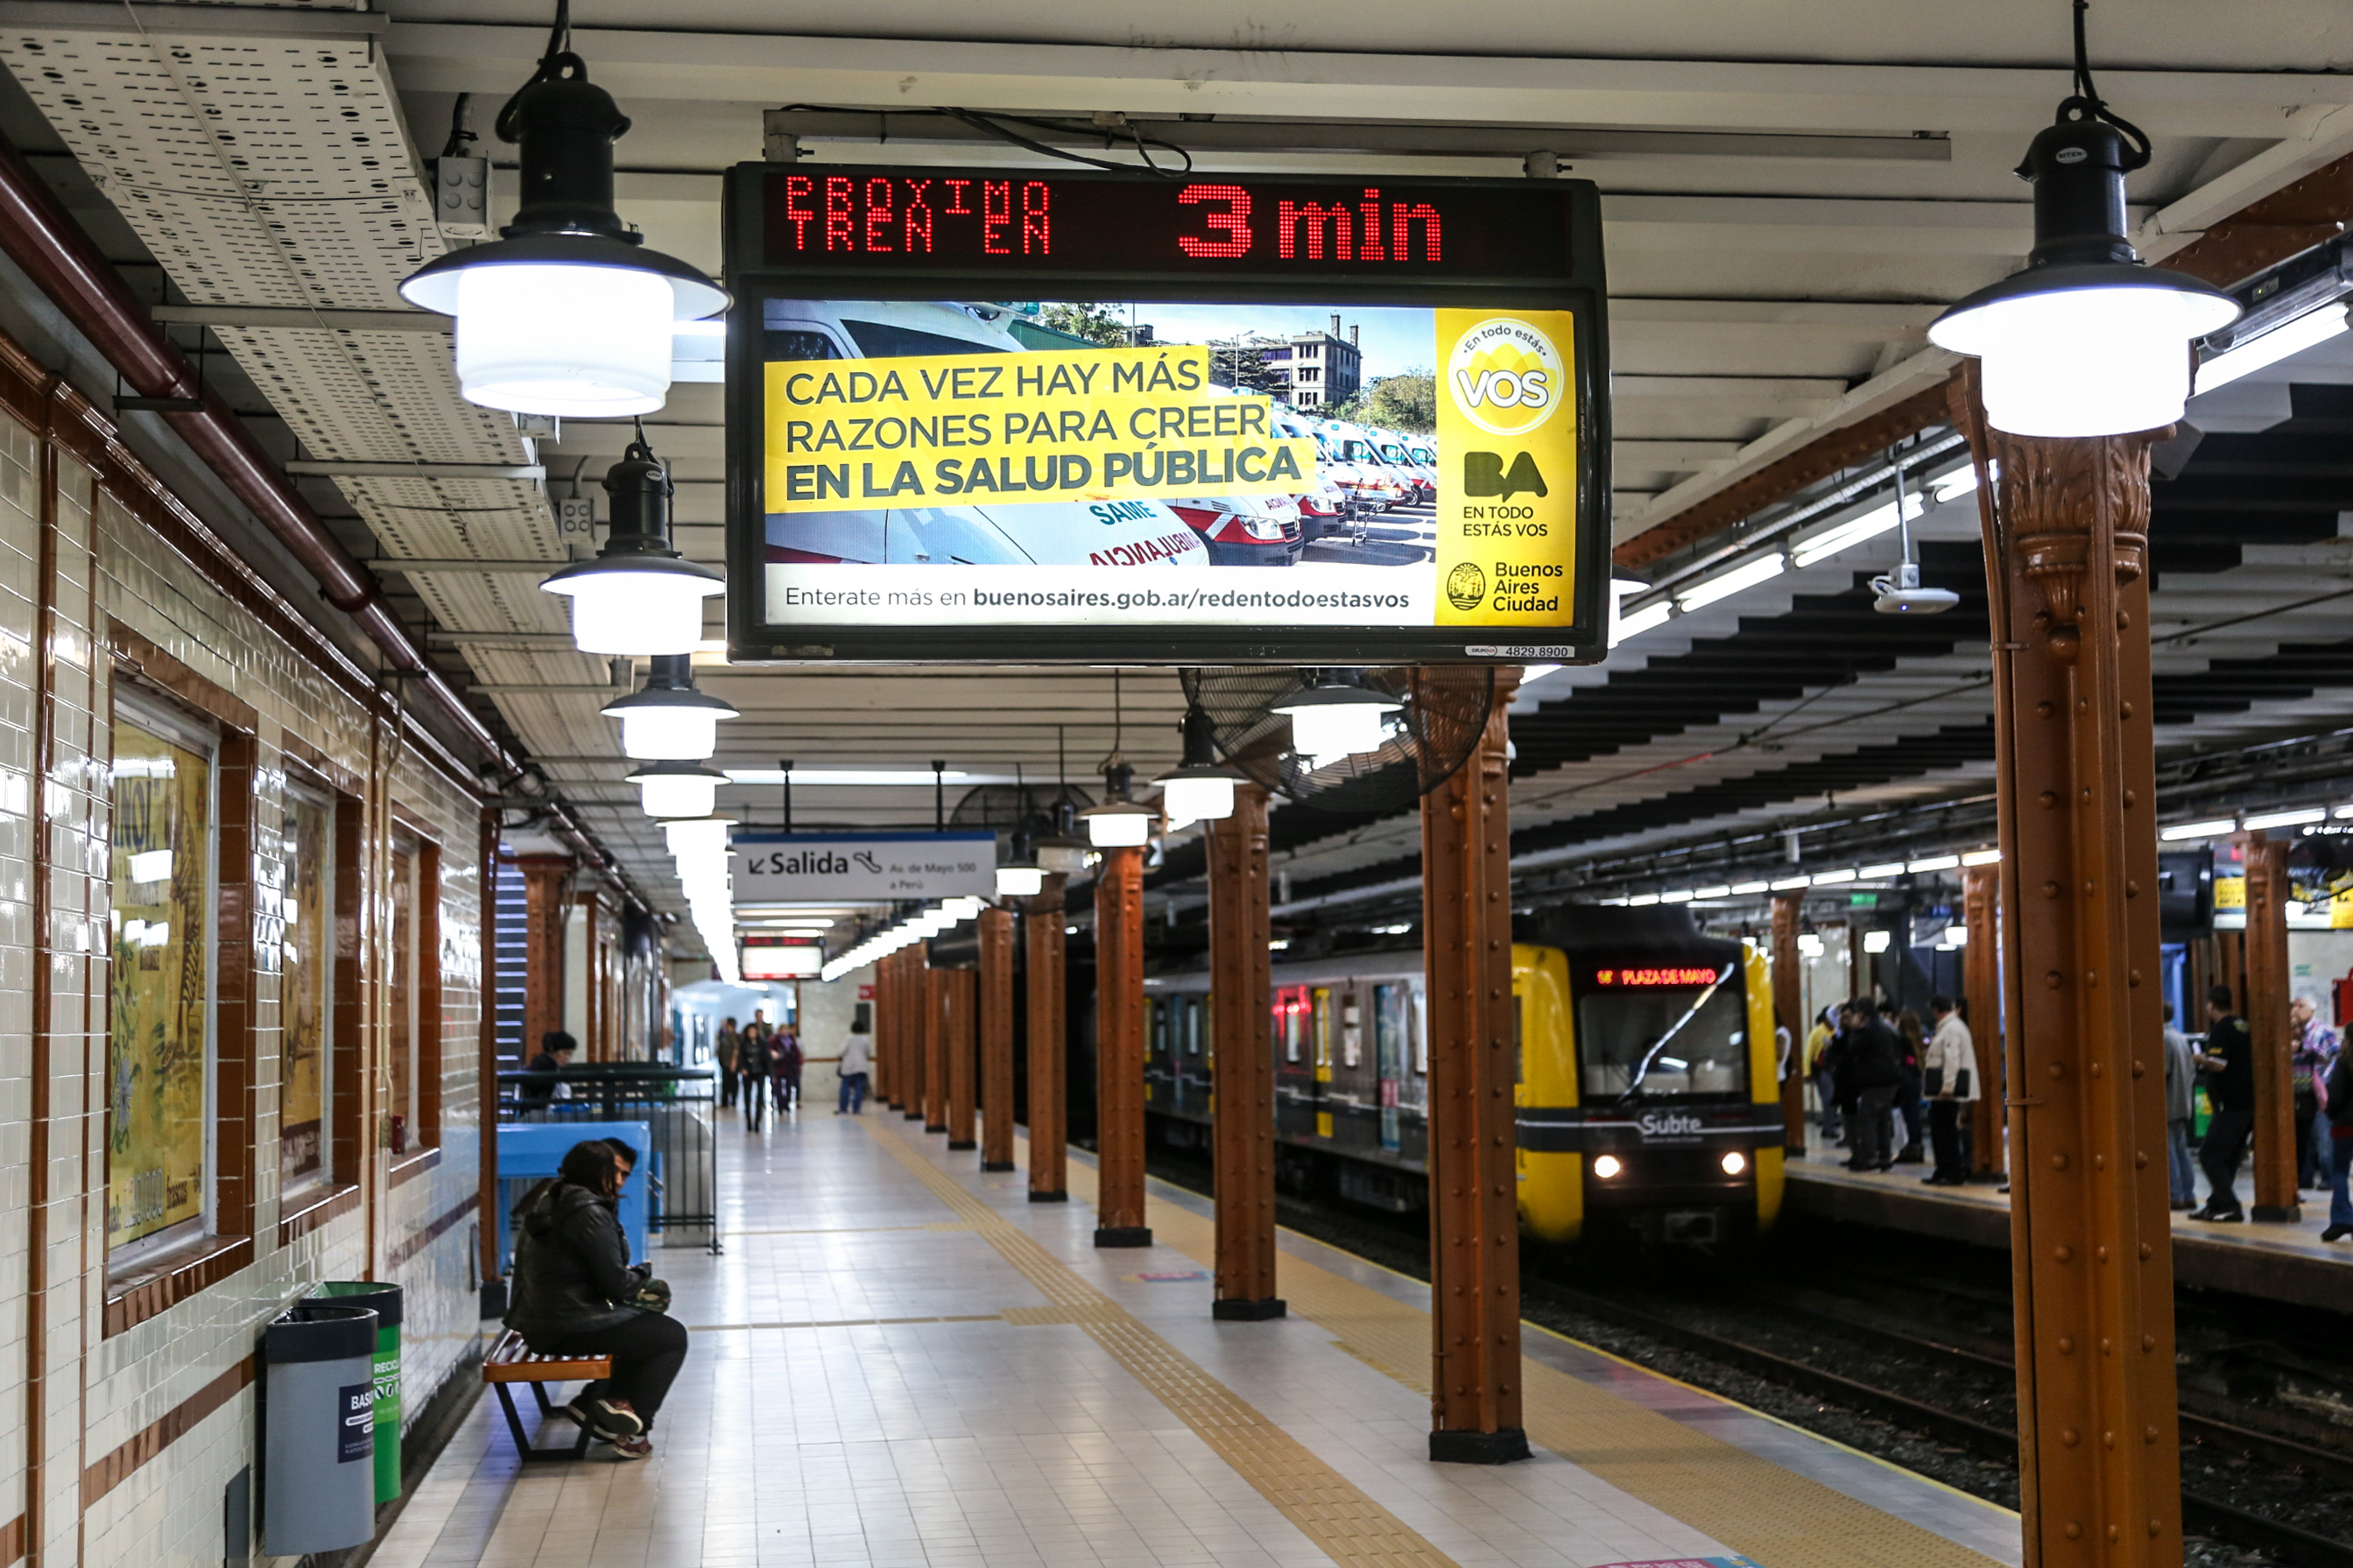 PROXIMO
TREN EN
3 min
CADA VEZ HAY MÁS
RAZONES PARA CREER
EN LA SALUD PÚBLICA
SAME
AMBULANCIA
Enterate más en buenosaires.gob.ar/redentodoestasvos
En todo estás
VOS
BA
EN TODO
ESTÁS VOS
Buenos
Aires
Ciudad
4829.8900
Salida
Av. de Mayo 500
a Perú
PLAZA DE MAYO
Subte
frescos